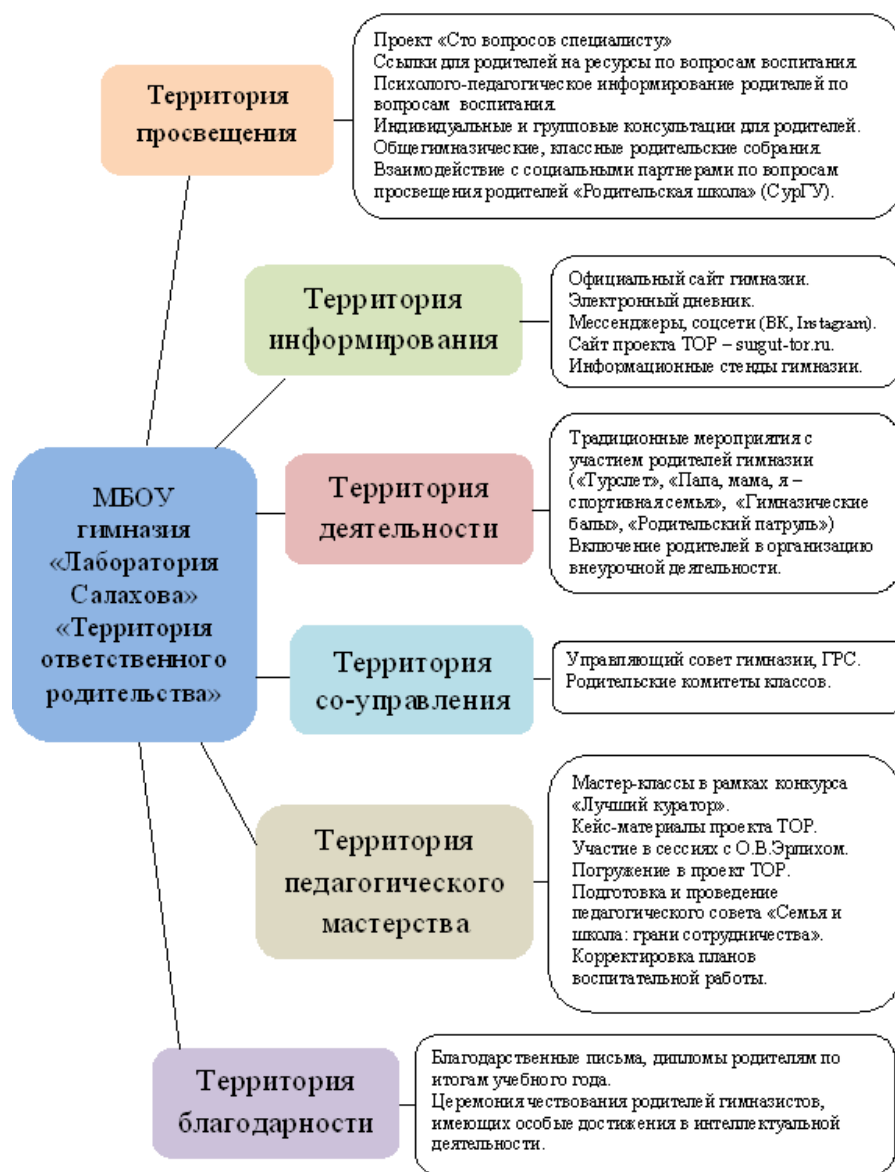 Территория
просвещения
Проект «Сто вопросов специалисту»
Ссылки для родителей на ресурсы по вопросам воспитания.
Психолого-педагогическое информирование родителей по
вопросам воспитания.
Индивидуальные и групповые консультации для родителей.
Общегимназические, классные родительские собрания.
Взаимодействие с социальными партнерами по вопросам
просвещения родителей «Родительская школа» (СурГУ).
Территория
информирования
Официальный сайт гимназии.
Электронный дневник.
Мессенджеры, соцсети (ВК, Instagram).
Сайт проекта ТОР – surgut-tor.ru.
Информационные стенды гимназии.
МБОУ
гимназия
«Лаборатория
Салахова»
«Территория
ответственного
родительства»
Территория
деятельности
Традиционные мероприятия с
участием родителей гимназии
(«Турслет», «Папа, мама, я –
спортивная семья», «Гимназические
балы», «Родительский патруль»)
Включение родителей в организацию
внеурочной деятельности.
Территория
со-управления
Управляющий совет гимназии, ГРС.
Родительские комитеты классов.
Территория
педагогического
мастерства
Мастер-классы в рамках конкурса
«Лучший куратор».
Кейс-материалы проекта ТОР.
Участие в сессиях с О.В.Эрлихом.
Погружение в проект ТОР.
Подготовка и проведение
педагогического совета «Семья и
школа: грани сотрудничества».
Корректировка планов
воспитательной работы.
Территория
благодарности
Благодарственные письма, дипломы родителям по
итогам учебного года.
Церемония чествования родителей гимназистов,
имеющих особые достижения в интеллектуальной
деятельности.